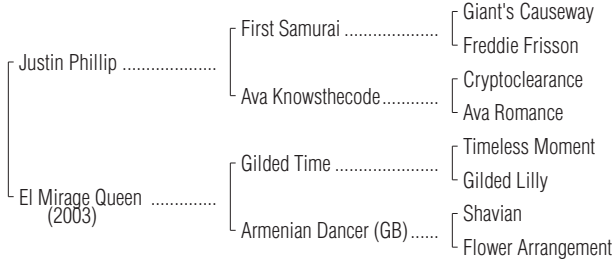 Giant's Causeway
First Samurai .....................
Freddie Frisson
Justin Phillip .....................
Cryptoclearance
Ava Knowsthecode............
Ava Romance
Timeless Moment
Gilded Time .......................
Gilded Lilly
El Mirage Queen ..............
(2003)
Shavian
Armenian Dancer (GB)......
Flower Arrangement